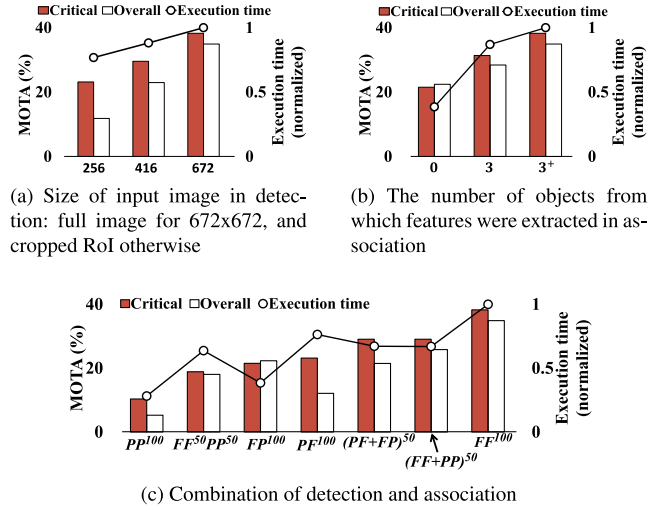 Critical Overall Execution time
40
20
0
MOTA (%)
1
0.5
0
Execution time
(normalized)
256 416 672
(a) Size of input image in detec-
tion: full image for 672x672, and
cropped RoI otherwise
Critical Overall Execution time
40
20
0
MOTA (%)
1
0.5
0
Execution time
(normalized)
0 3 3⁺
(b) The number of objects from
which features were extracted in as-
sociation
Critical Overall Execution time
40
20
0
MOTA (%)
1
0.5
0
Execution time
(normalized)
PP¹⁰⁰ FF⁵⁰PP⁵⁰ FP¹⁰⁰ PF¹⁰⁰ (PF+FP)⁵⁰ FF¹⁰⁰
(FF+PP)⁵⁰
(c) Combination of detection and association